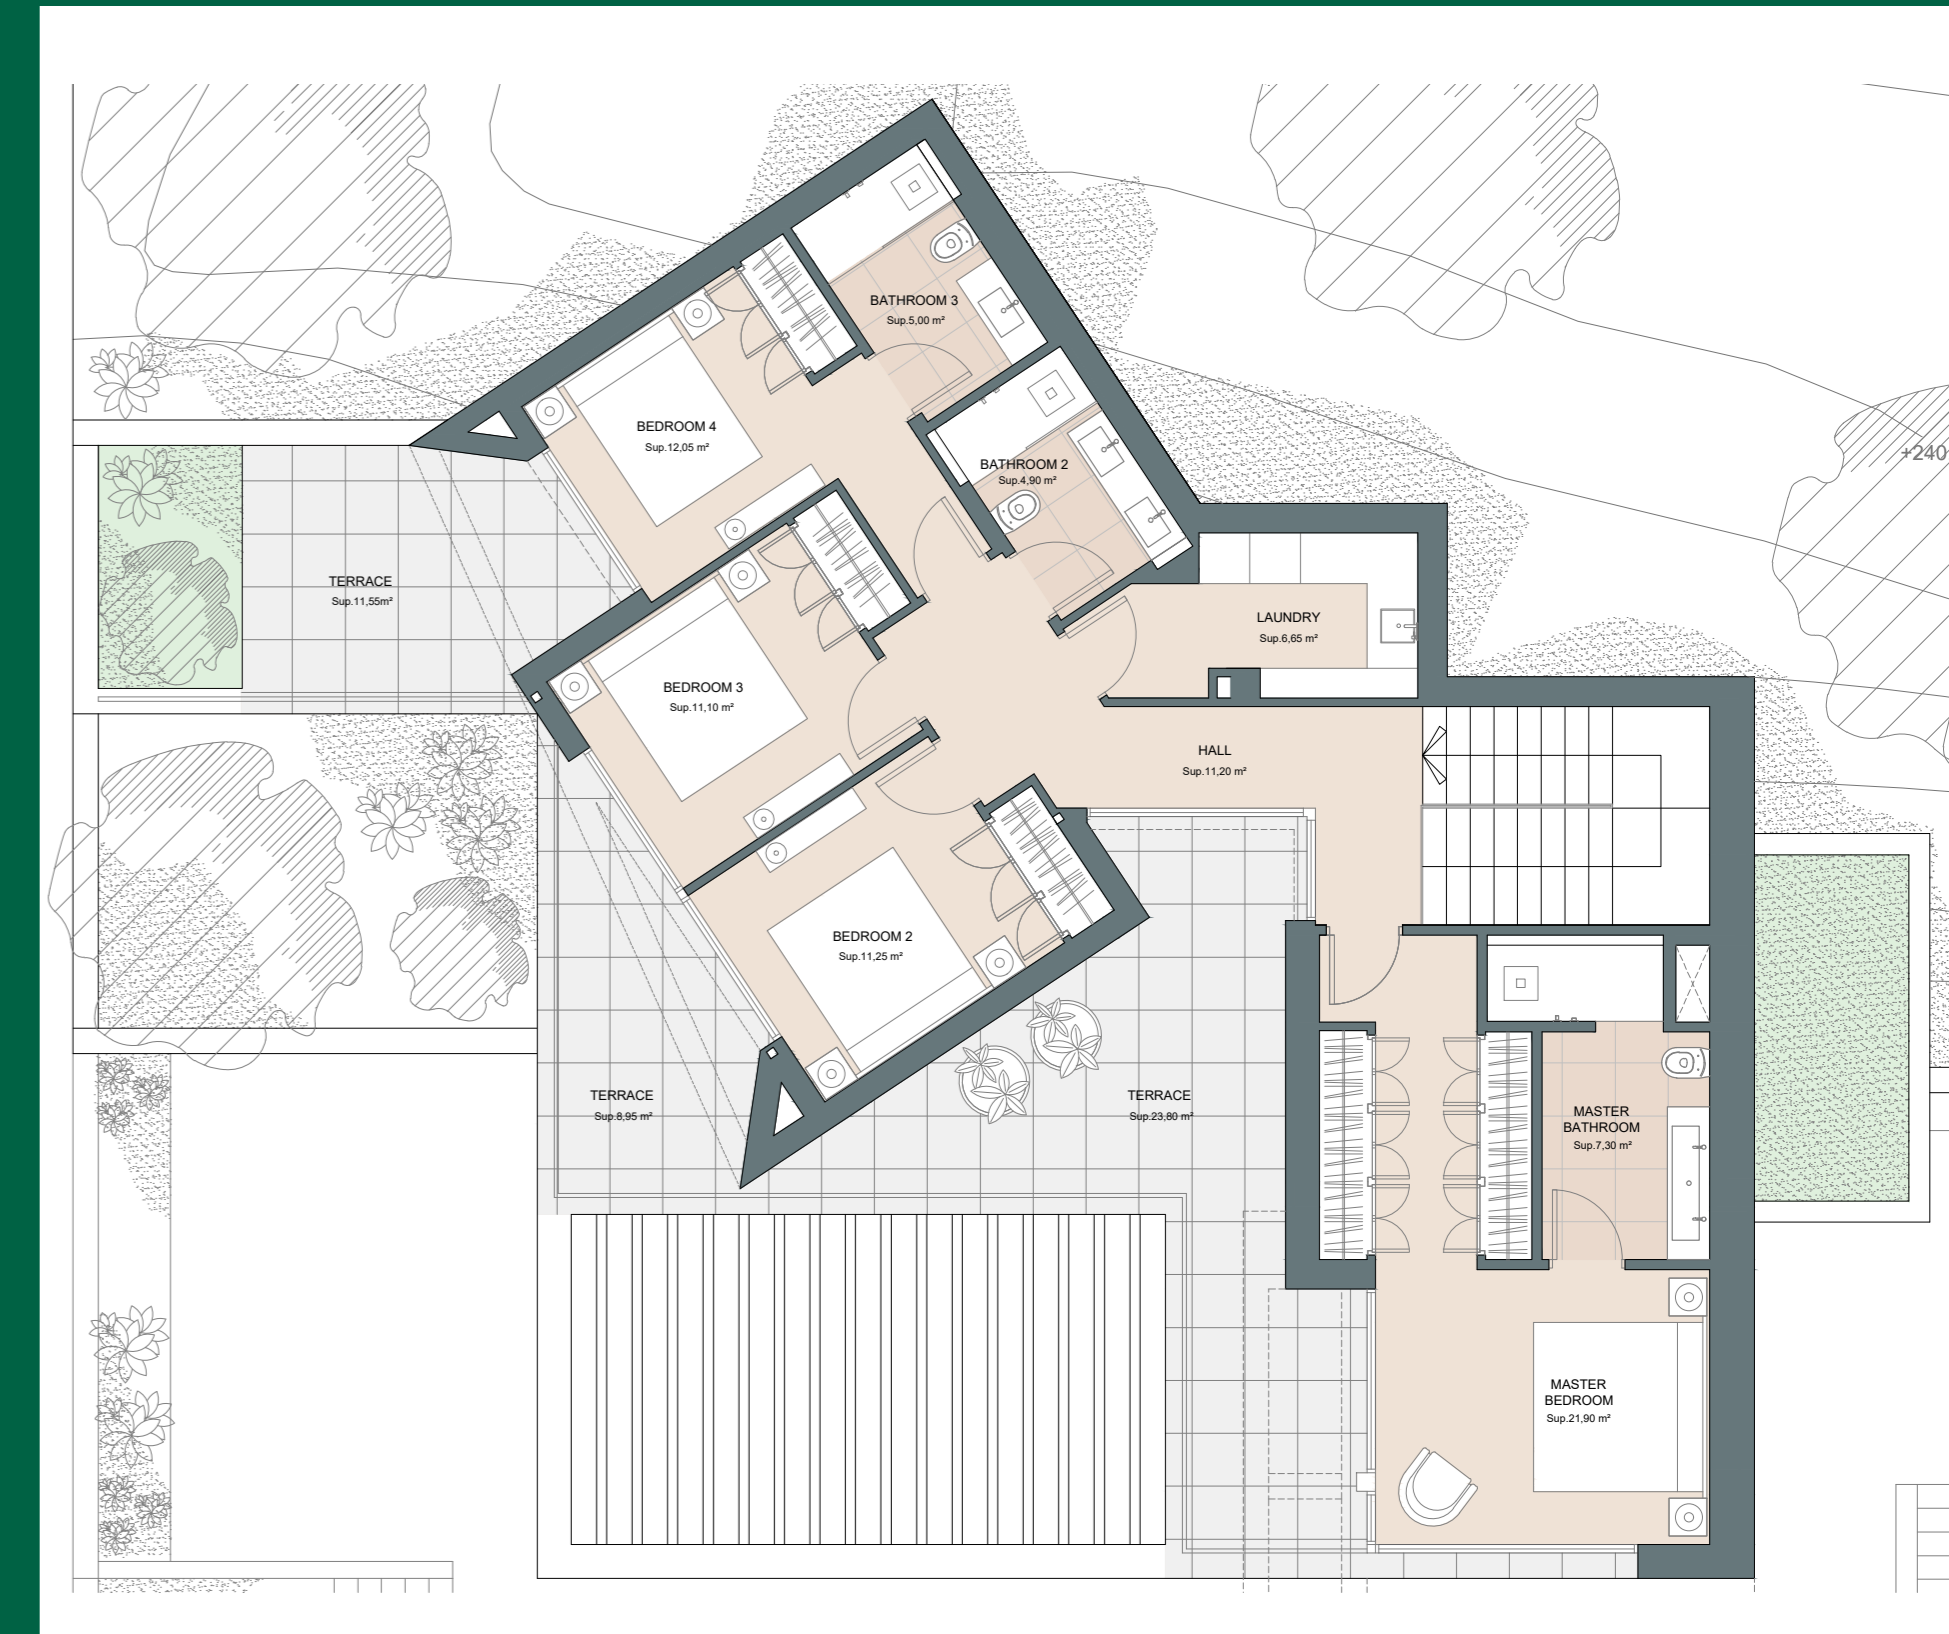 BATHROOM 3
Sup.5,00 m²
BEDROOM 4
Sup.12,05 m²
BATHROOM 2
Sup.4,90 m²
+240
TERRACE
Sup.11,55m²
LAUNDRY
Sup.6,65 m²
BEDROOM 3
Sup.11,10 m²
HALL
Sup.11,20 m²
BEDROOM 2
Sup.11,25 m²
TERRACE
Sup.8,95 m²
TERRACE
Sup.23,80 m²
MASTER
BATHROOM
Sup.7,30 m²
MASTER
BEDROOM
Sup.21,90 m²